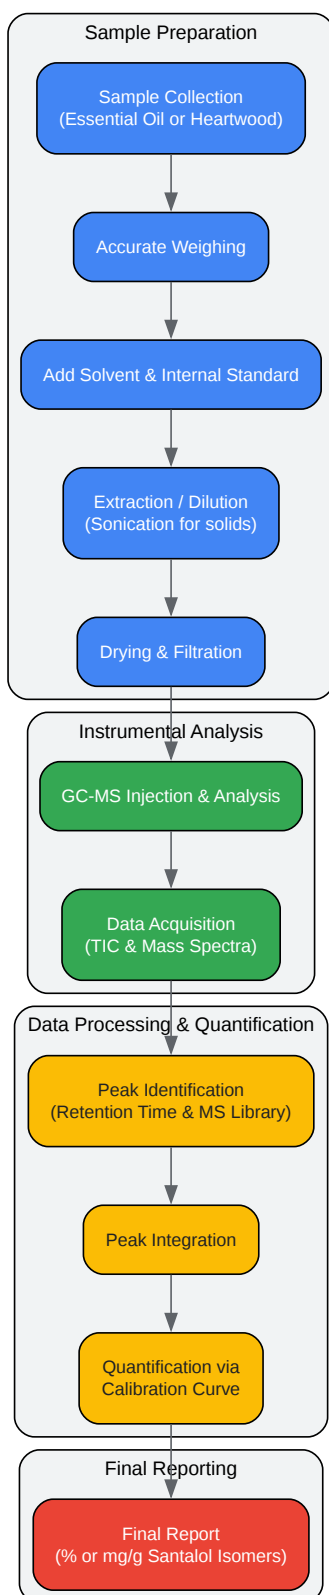 Sample Preparation
Sample Collection
(Essential Oil or Heartwood)
Accurate Weighing
Add Solvent & Internal Standard
Extraction / Dilution
(Sonication for solids)
Drying & Filtration
Instrumental Analysis
GC-MS Injection & Analysis
Data Acquisition
(TIC & Mass Spectra)
Data Processing & Quantification
Peak Identification
(Retention Time & MS Library)
Peak Integration
Quantification via
Calibration Curve
Final Reporting
Final Report
(% or mg/g Santalol Isomers)